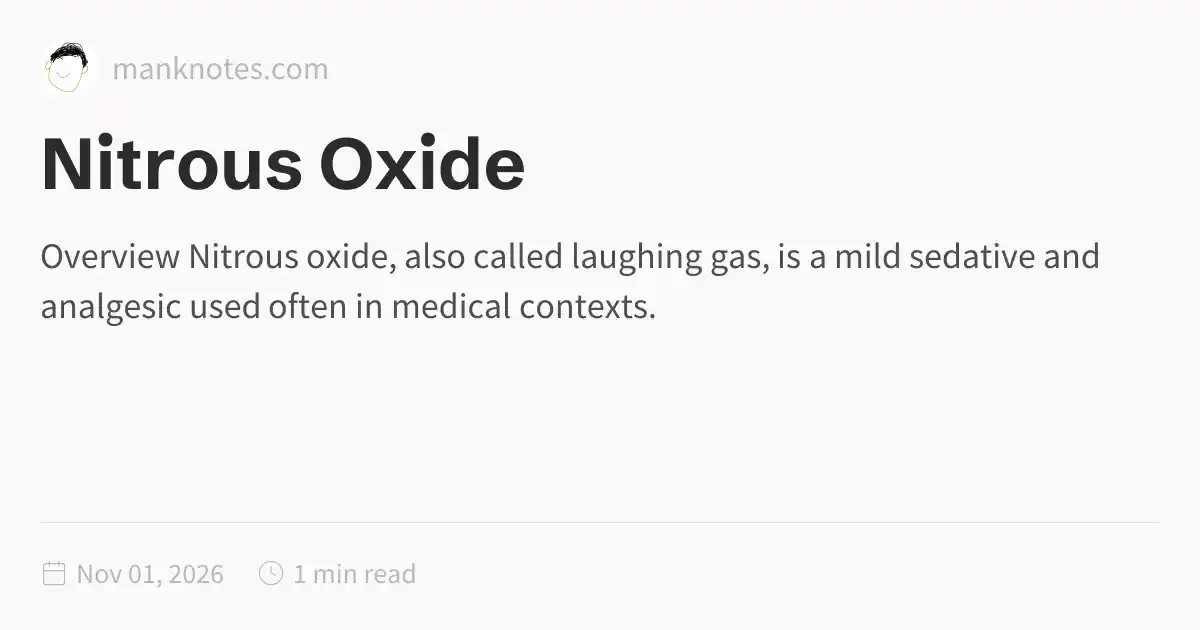 manknotes.com
Nitrous Oxide
Overview Nitrous oxide, also called laughing gas, is a mild sedative and
analgesic used often in medical contexts.
Nov 01, 2026 1 min read